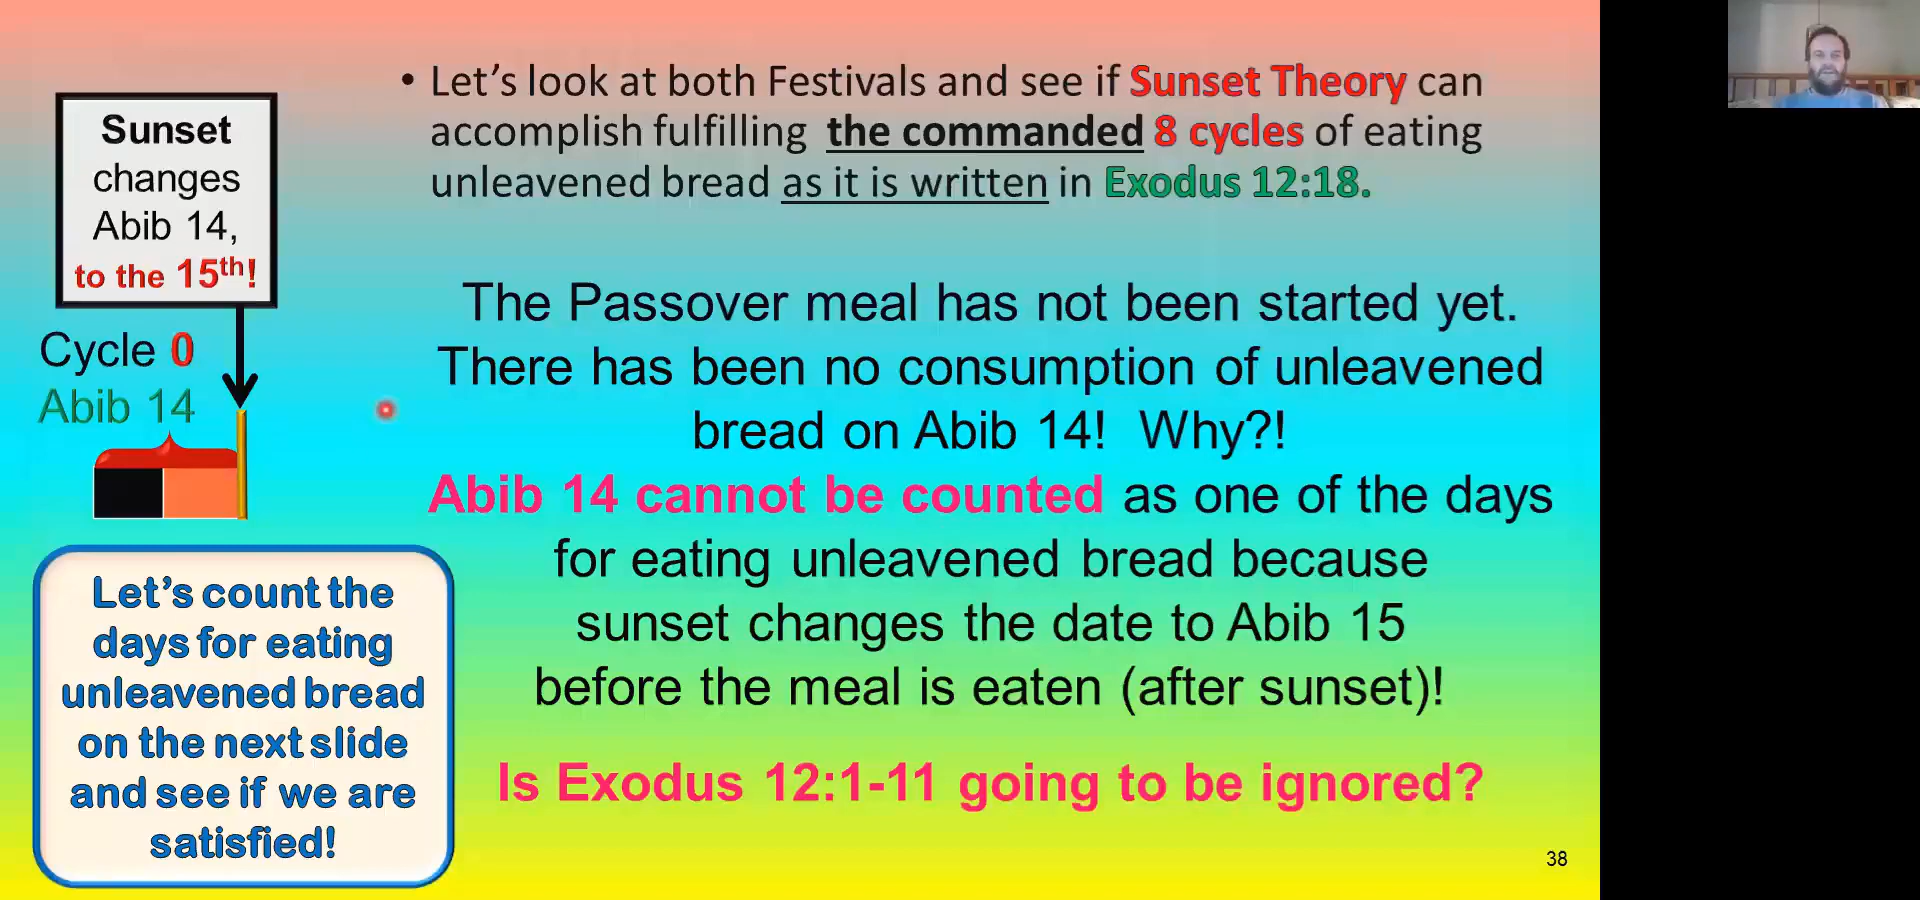 • Let’s look at both Festivals and see if Sunset Theory can
accomplish fulfilling the commanded 8 cycles of eating
unleavened bread as it is written in Exodus 12:18.
Sunset
changes
Abib 14,
to the 15th!
Cycle 0
Abib 14
The Passover meal has not been started yet.
There has been no consumption of unleavened
bread on Abib 14! Why?!
Abib 14 cannot be counted as one of the days
for eating unleavened bread because
sunset changes the date to Abib 15
before the meal is eaten (after sunset)!
Is Exodus 12:1-11 going to be ignored?
Let’s count the
days for eating
unleavened bread
on the next slide
and see if we are
satisfied!
38